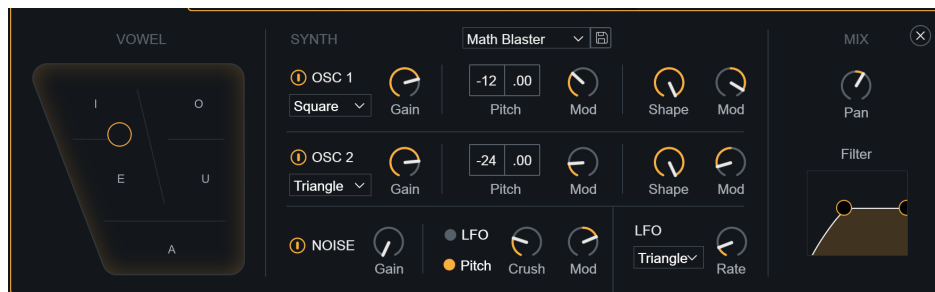 VOWEL
I
O
E
U
A
SYNTH
Math Blaster
OSC 1
Square
Gain
-12 .00
Pitch
Mod
Shape
Mod
OSC 2
Triangle
Gain
-24 .00
Pitch
Mod
Shape
Mod
NOISE
Gain
LFO
Pitch
Crush
Mod
LFO
Triangle
Rate
MIX
Pan
Filter